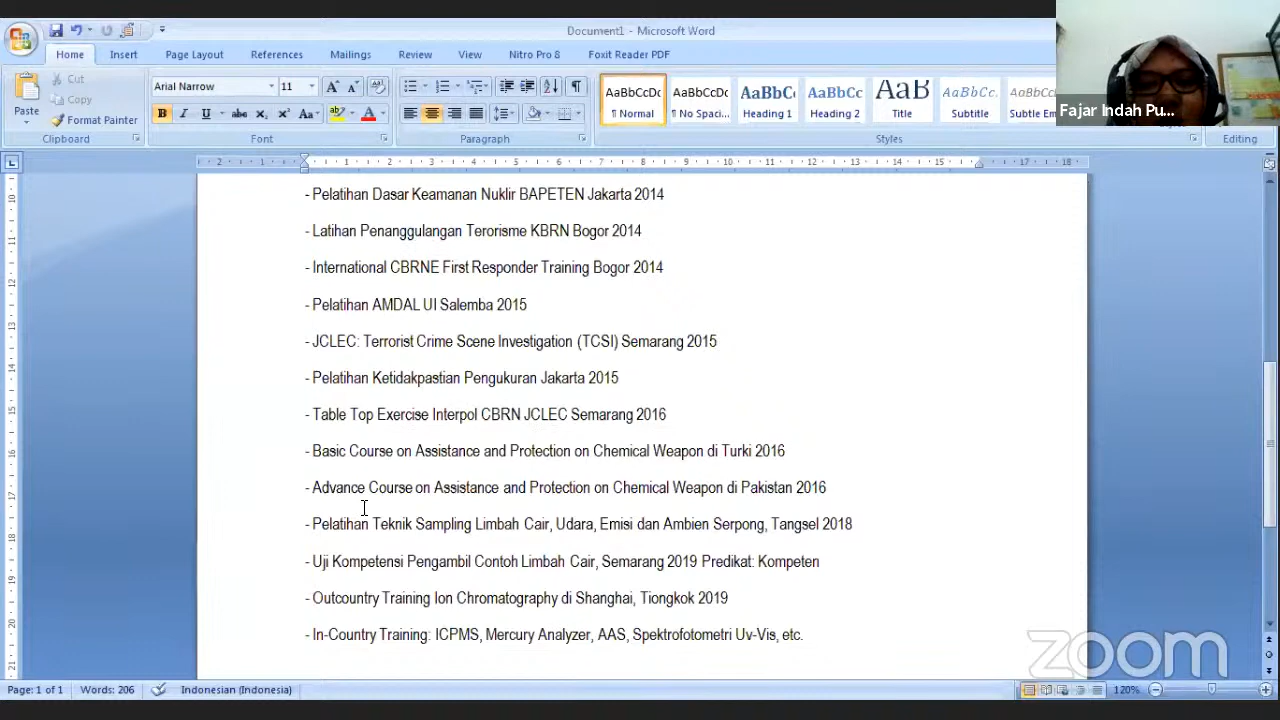 Document1 - Microsoft Word
Home Insert Page Layout References Mailings Review View Nitro Pro 8 Foxit Reader PDF
Paste
Cut
Copy
Format Painter
Clipboard
Arial Narrow 11
Font
Paragraph
AaBbCcDc AaBbCcDc AaBbC AaBbCc AaB AaBbCc. AaBbCcDc
¶ Normal ¶ No Spaci... Heading 1 Heading 2 Title Subtitle Subtle Em
Styles
Editing
Fajar Indah Pu...
- Pelatihan Dasar Keamanan Nuklir BAPETEN Jakarta 2014
- Latihan Penanggulangan Terorisme KBRN Bogor 2014
- International CBRNE First Responder Training Bogor 2014
- Pelatihan AMDAL UI Salemba 2015
- JCLEC: Terrorist Crime Scene Investigation (TCSI) Semarang 2015
- Pelatihan Ketidakpastian Pengukuran Jakarta 2015
- Table Top Exercise Interpol CBRN JCLEC Semarang 2016
- Basic Course on Assistance and Protection on Chemical Weapon di Turki 2016
- Advance Course on Assistance and Protection on Chemical Weapon di Pakistan 2016
- Pelatihan Teknik Sampling Limbah Cair, Udara, Emisi dan Ambien Serpong, Tangsel 2018
- Uji Kompetensi Pengambil Contoh Limbah Cair, Semarang 2019 Predikat: Kompeten
- Outcountry Training Ion Chromatography di Shanghai, Tiongkok 2019
- In-Country Training: ICPMS, Mercury Analyzer, AAS, Spektrofotometri Uv-Vis, etc.
zoom
Page: 1 of 1 Words: 206 Indonesian (Indonesia) 120%